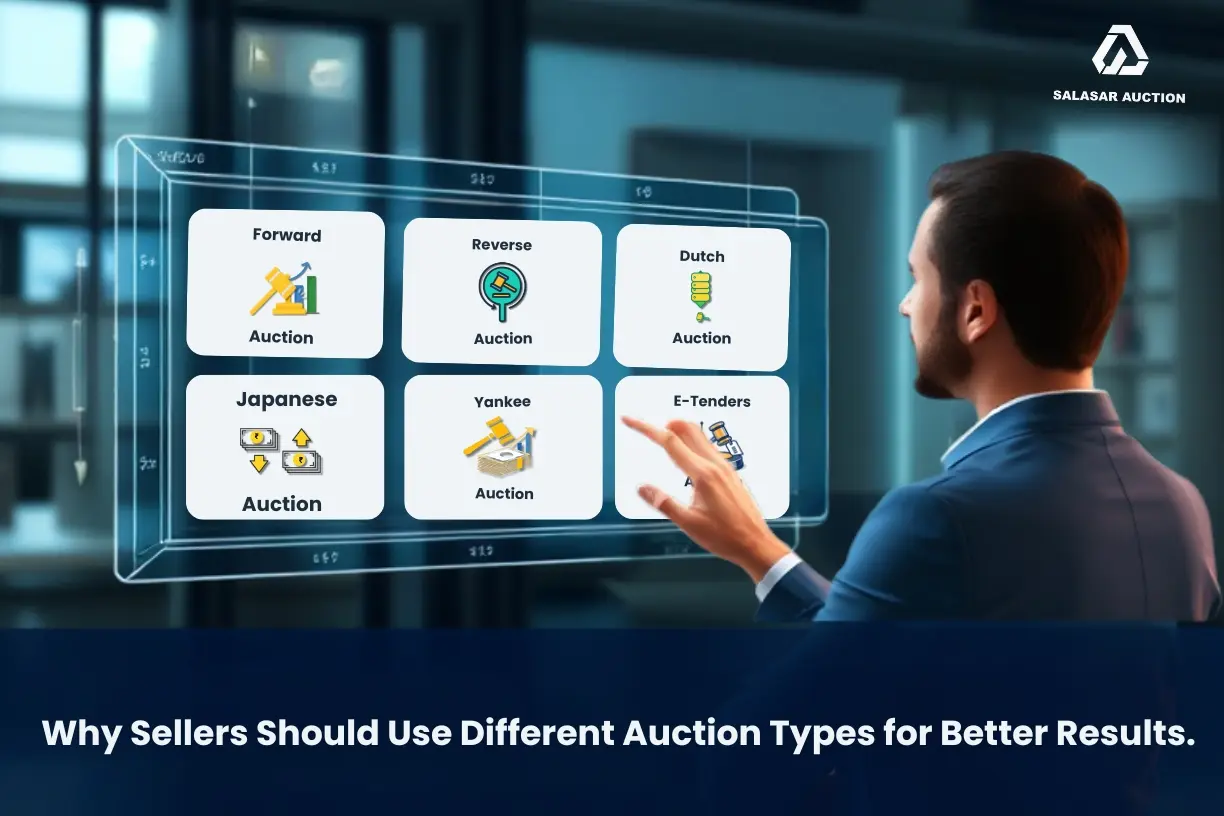 SALASAR AUCTION
Forward
Auction
Reverse
Auction
Dutch
Auction
Japanese
Auction
Yankee
Auction
E-Tenders
Why Sellers Should Use Different Auction Types for Better Results.